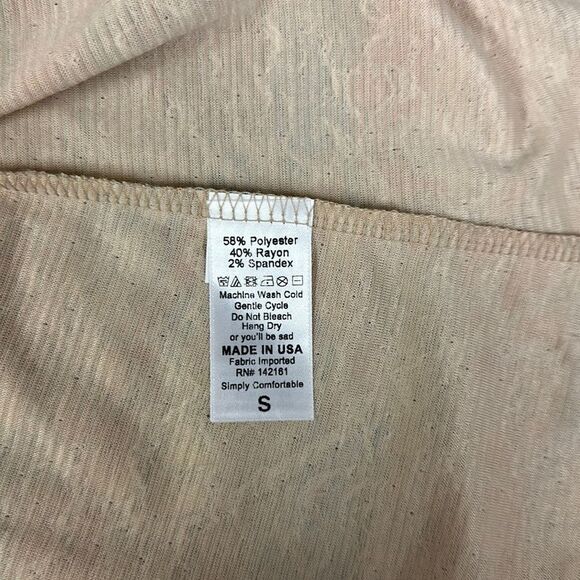 58% Polyester
40% Rayon
2% Spandex
Machine Wash Cold
Gentle Cycle
Do Not Bleach
Hang Dry
or you'll be sad
MADE IN USA
Fabric Imported
RN# 142161
Simply Comfortable
S